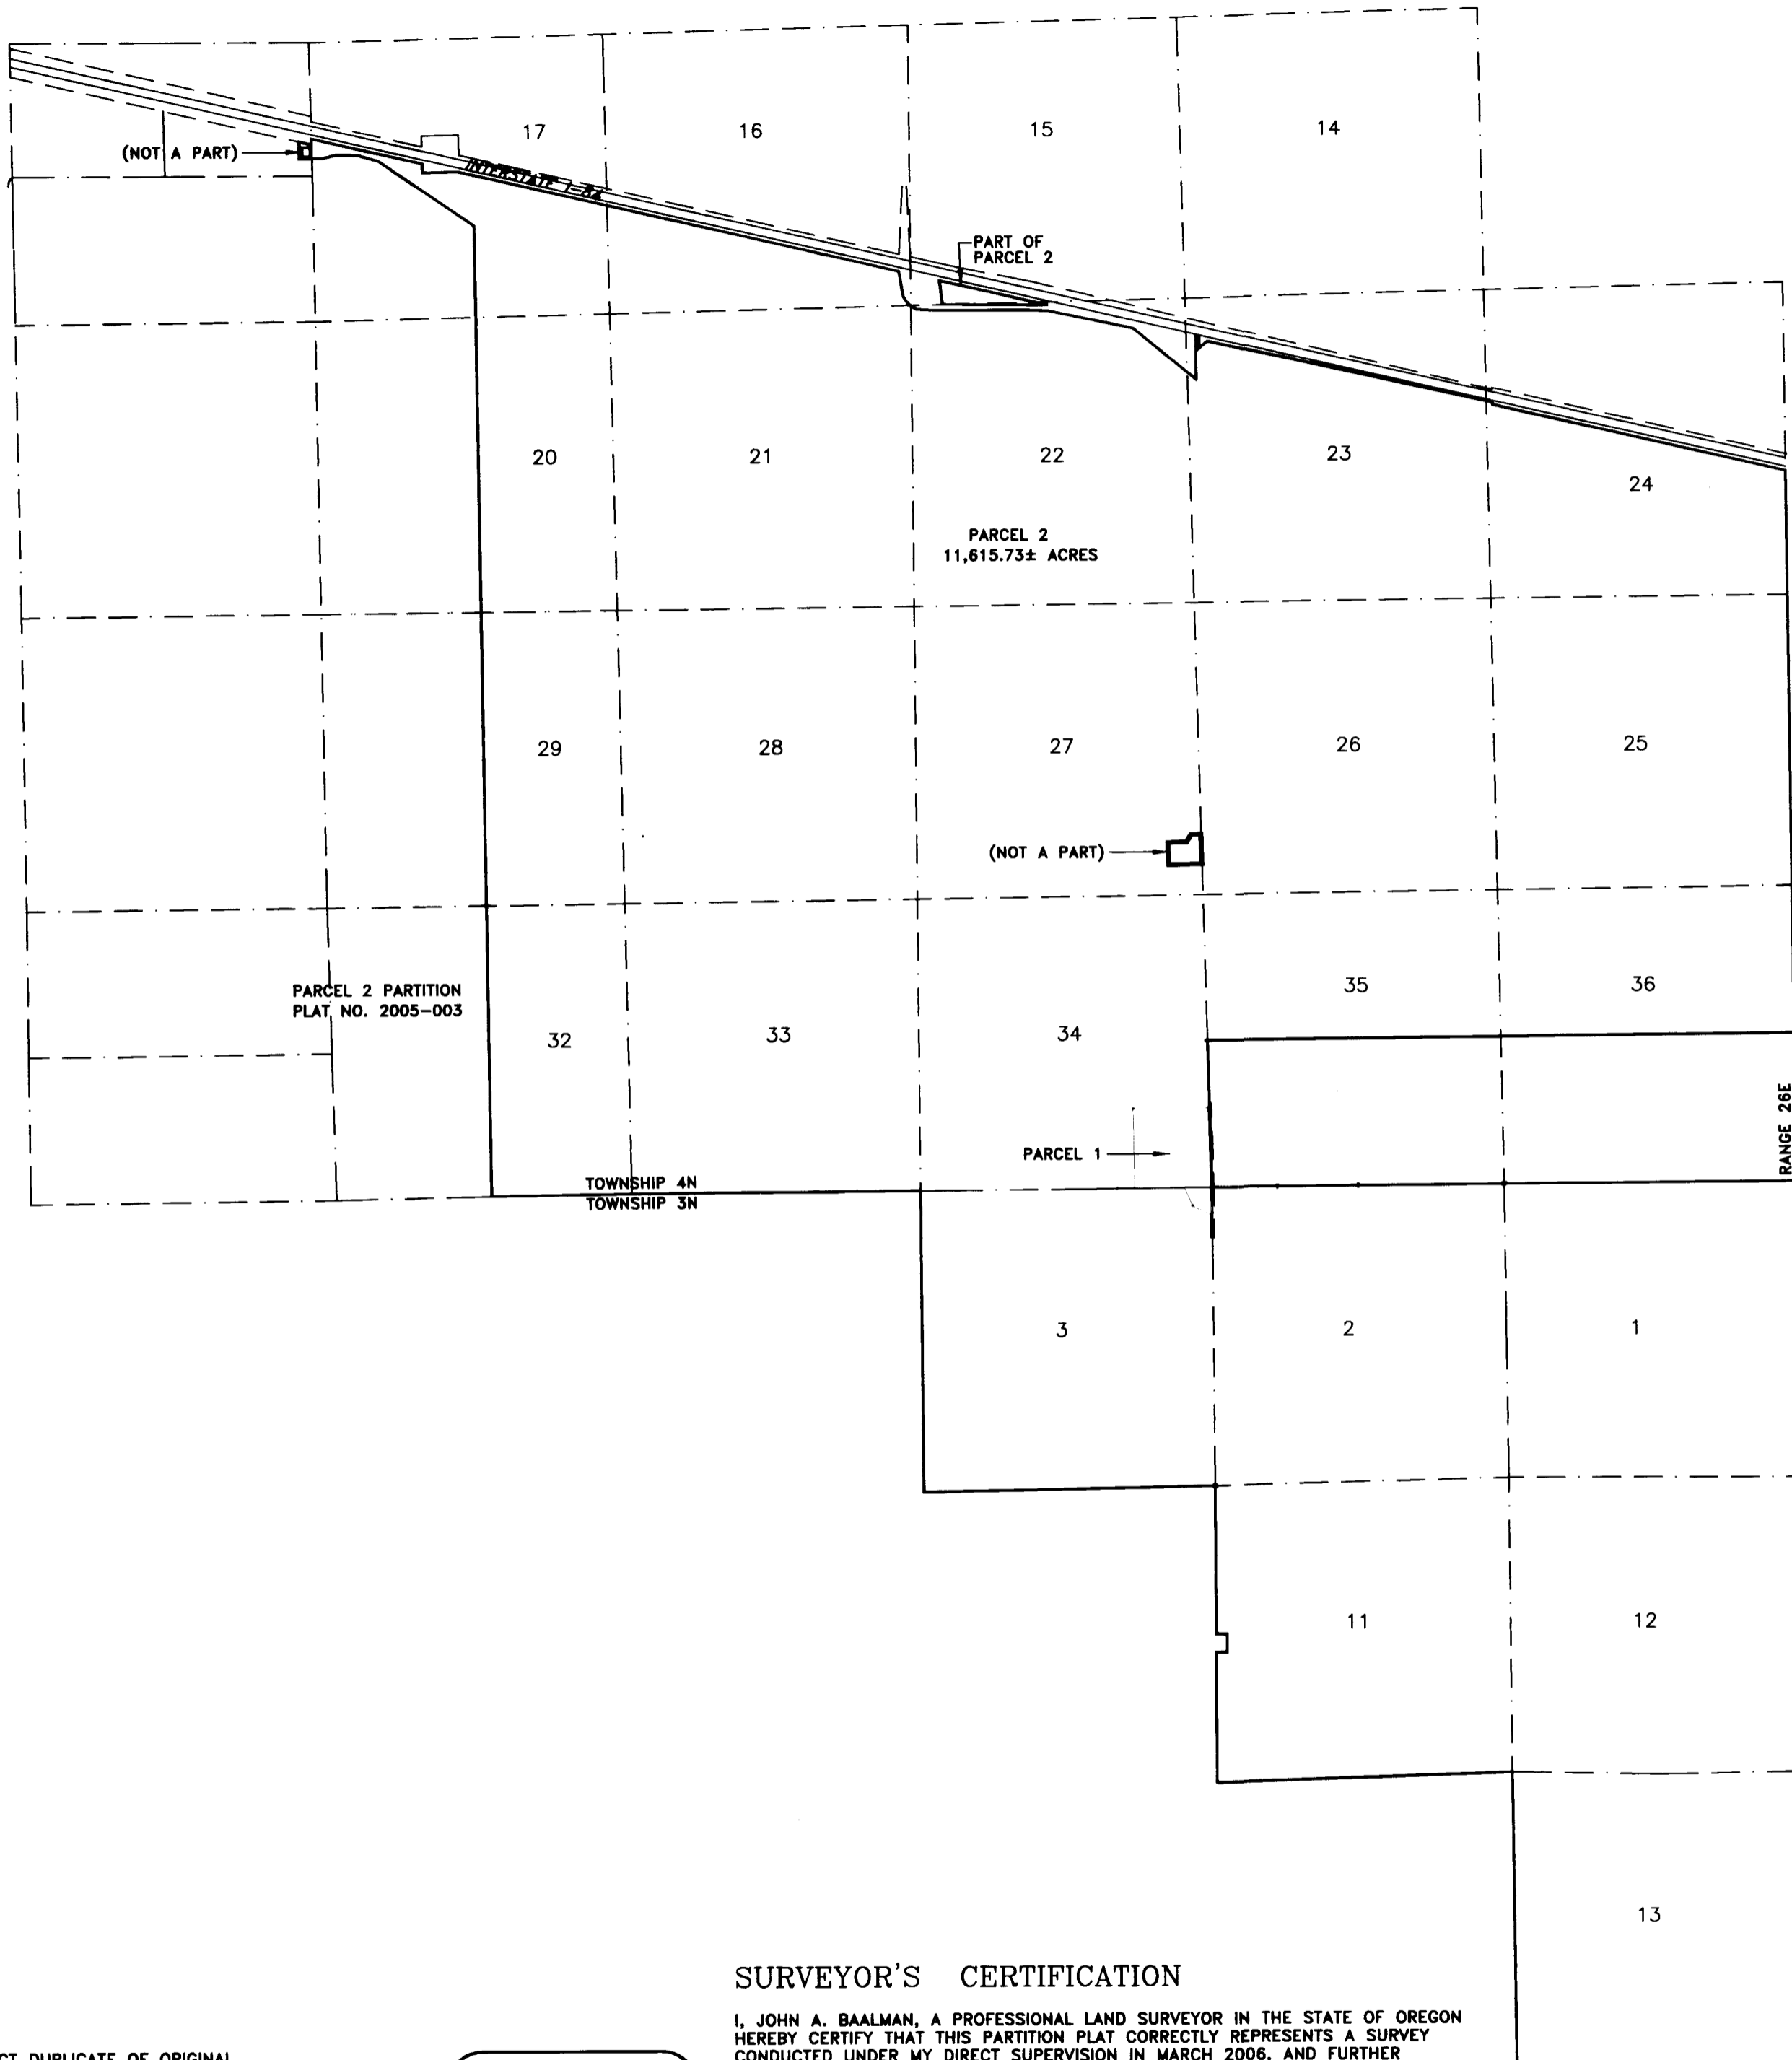 17
16
15
14
(NOT A PART)
INTERSTATE I-84
PART OF
PARCEL 2
20
21
22
23
24
PARCEL 2
11,615.73± ACRES
29
28
27
26
25
(NOT A PART)
PARCEL 2 PARTITION
PLAT NO. 2005-003
32
33
34
35
36
RANGE 26E
PARCEL 1
TOWNSHIP 4N
TOWNSHIP 3N
3
2
1
11
12
13
SURVEYOR'S CERTIFICATION
I, JOHN A. BAALMAN, A PROFESSIONAL LAND SURVEYOR IN THE STATE OF OREGON
HEREBY CERTIFY THAT THIS PARTITION PLAT CORRECTLY REPRESENTS A SURVEY
CONDUCTED UNDER MY DIRECT SUPERVISION IN MARCH 2006, AND FURTHER
DUPLICATE OF ORIGINAL